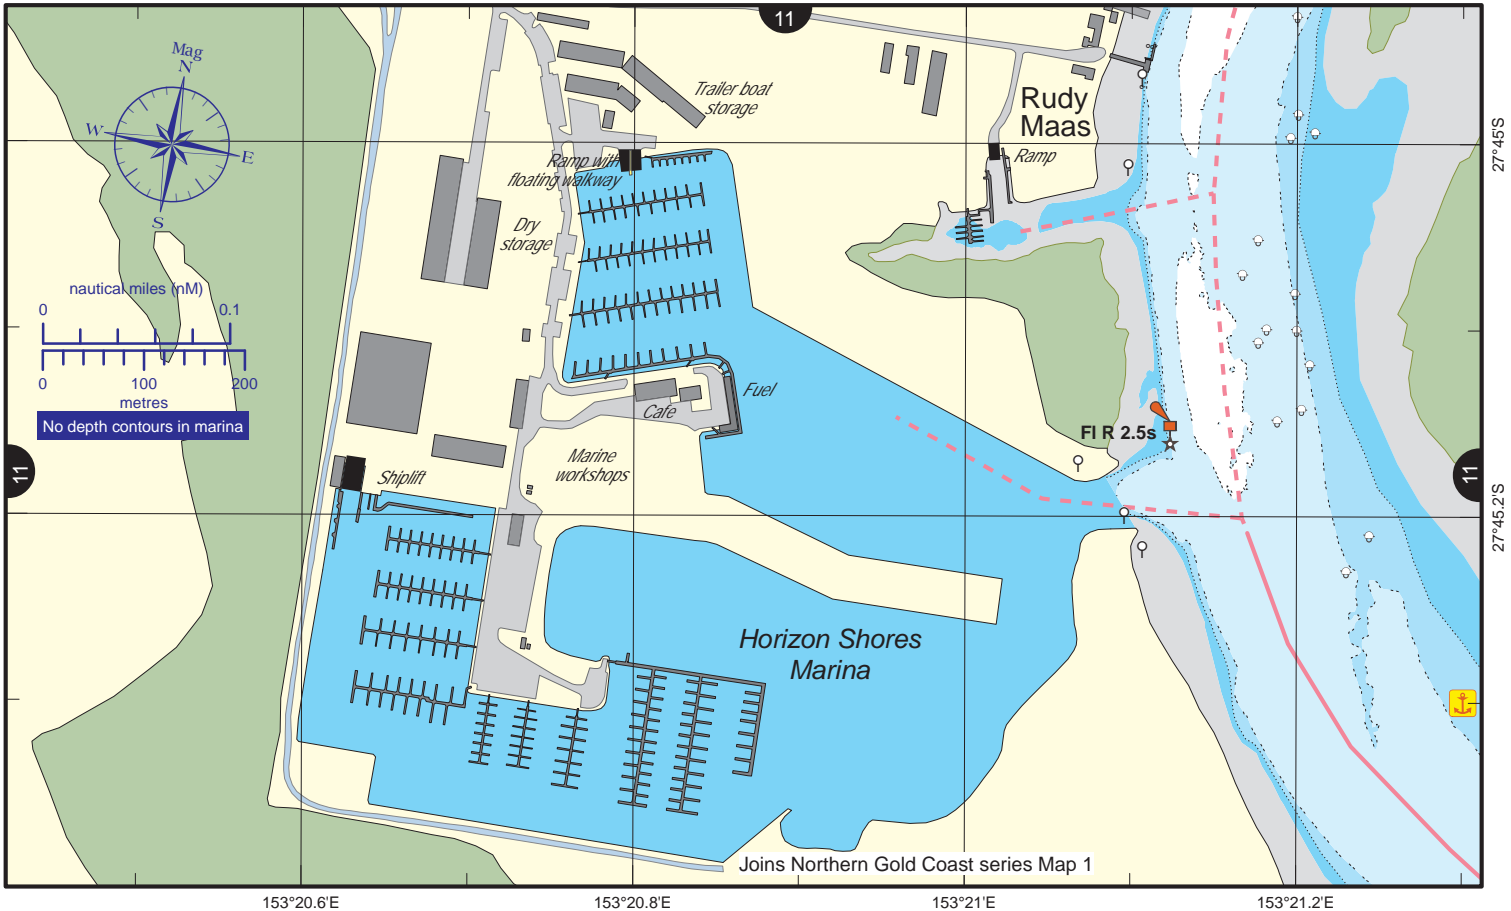 11
Mag
N
W
E
S
Trailer boat
storage
Rudy
Maas
Ramp
27°45'S
Ramp with
floating walkway
Dry
storage
nautical miles (nM)
0
0.1
0
100
200
metres
No depth contours in marina
Fuel
Cafe
Fl R 2.5s
Marine
workshops
Shiplift
11
11
27°45.2'S
Horizon Shores
Marina
Joins Northern Gold Coast series Map 1
153°20.6'E
153°20.8'E
153°21'E
153°21.2'E